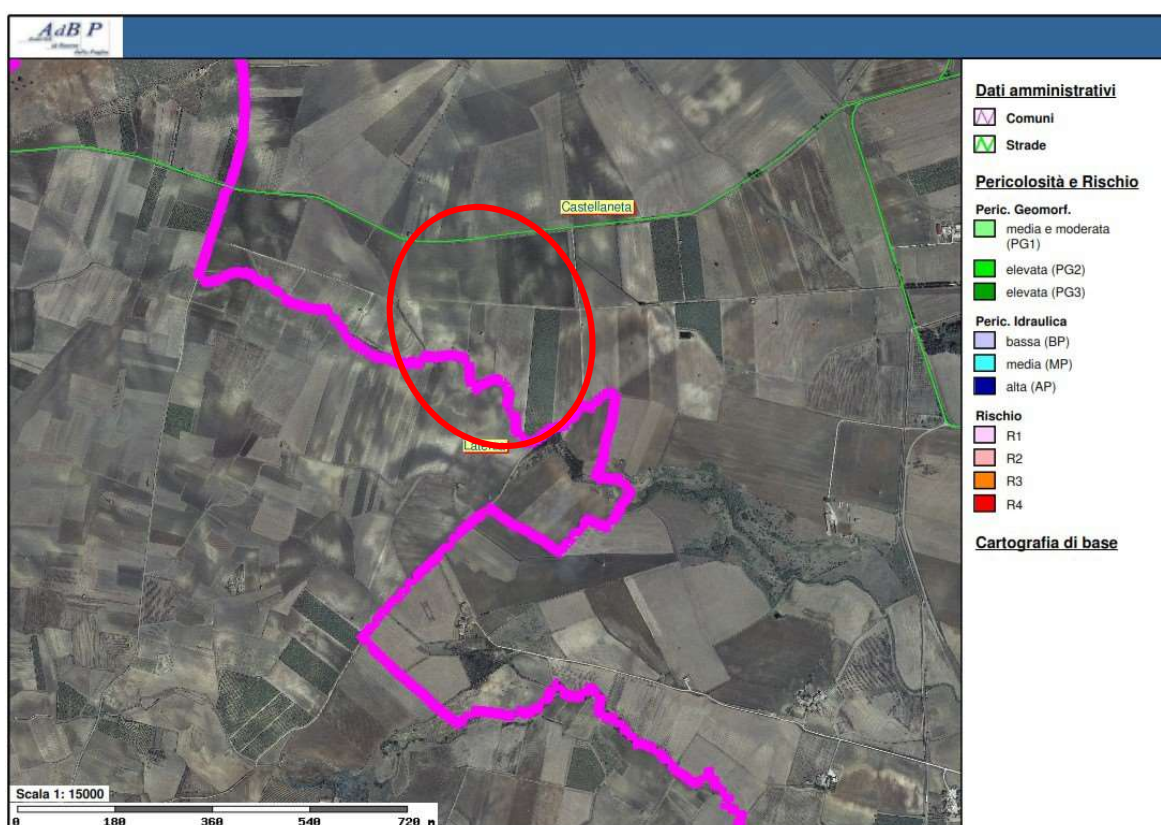 AdB P
Dati amministrativi
Comuni
Strade
Pericolosità e Rischio
Peric. Geomorf.
media e moderata
(PG1)
elevata (PG2)
elevata (PG3)
Peric. Idraulica
bassa (BP)
media (MP)
alta (AP)
Rischio
R1
R2
R3
R4
Cartografia di base
Castellaneta
Scala 1: 15000
0 180 360 540 720 m